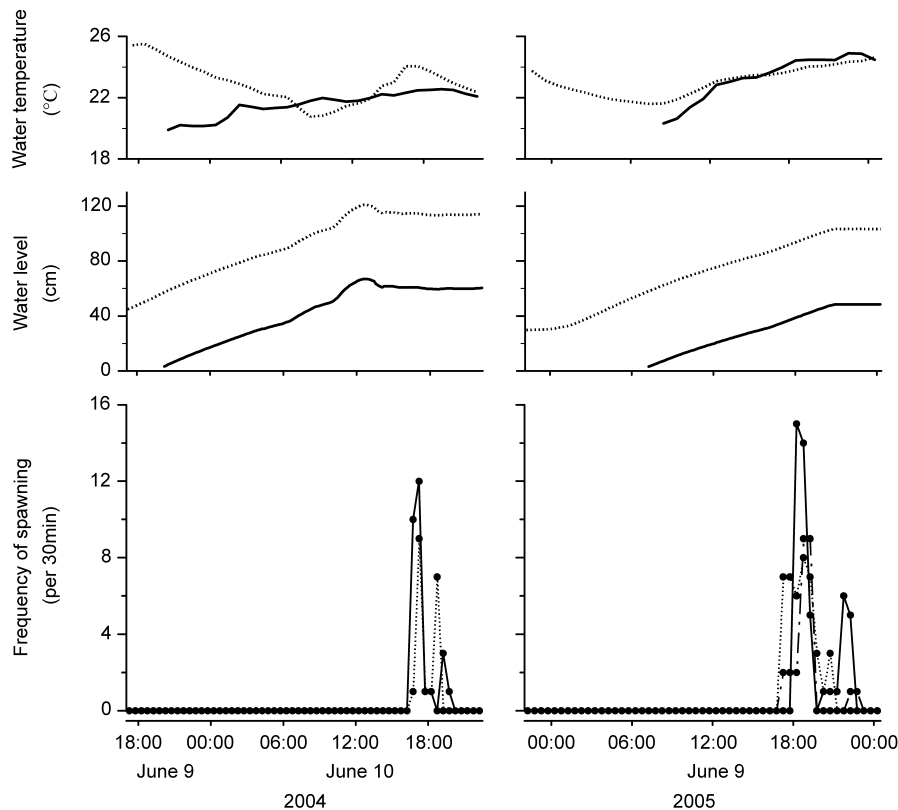 Water temperature
(°C)
26
22
18
Water level
(cm)
120
80
40
0
Frequency of spawning
(per 30min)
16
12
8
4
0
18:00 00:00 06:00 12:00 18:00
00:00 06:00 12:00 18:00 00:00
June 9 June 10
June 9
2004
2005